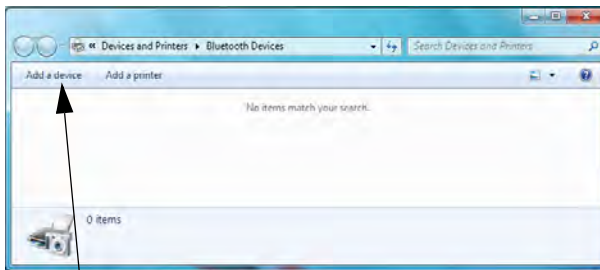 « Devices and Printers ▸ Bluetooth Devices Search Devices and Printers
Add a device Add a printer
No items match your search.
0 items